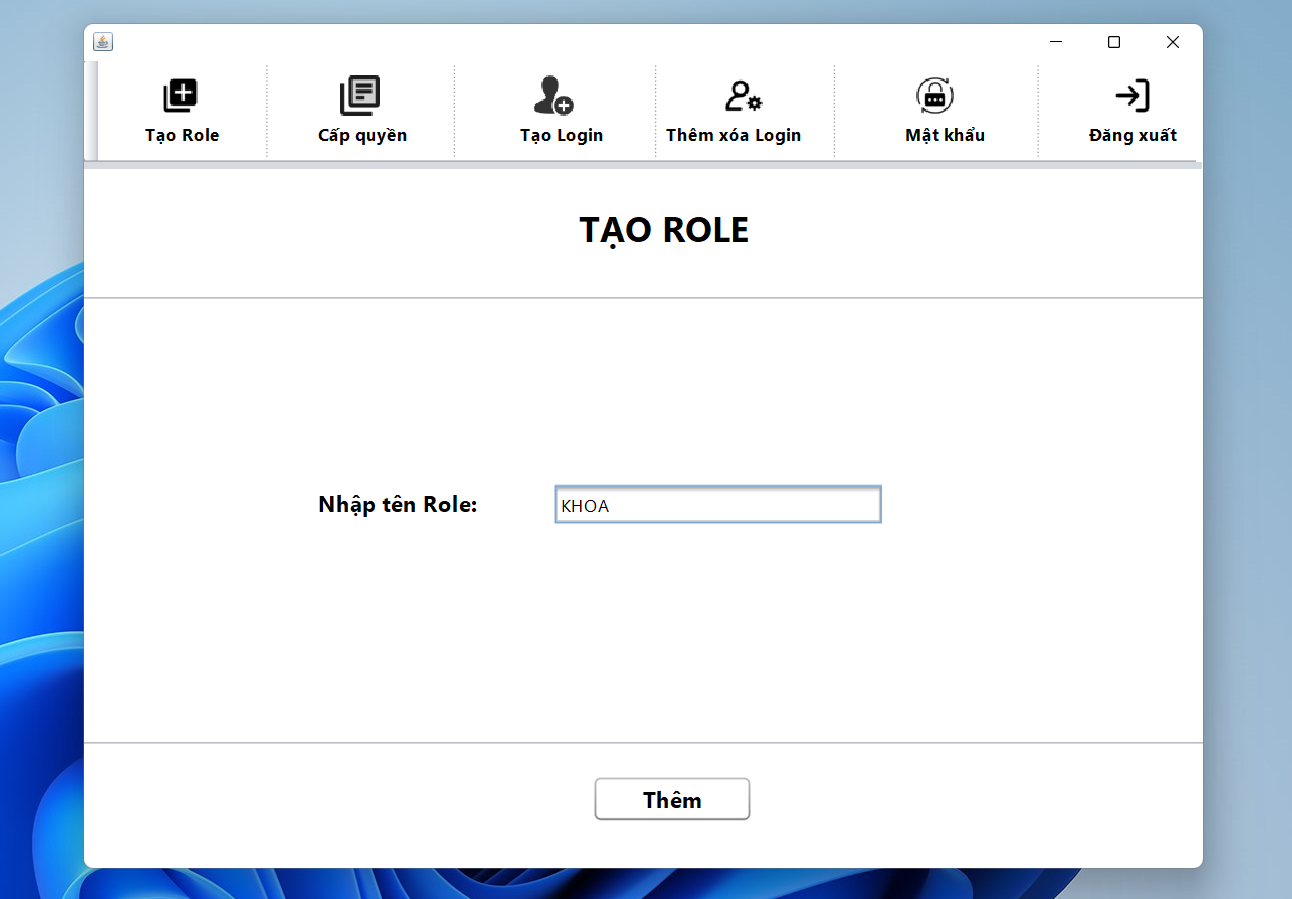 Tạo Role
Cấp quyền
Tạo Login
Thêm xóa Login
Mật khẩu
Đăng xuất
TẠO ROLE
Nhập tên Role:
KHOA
Thêm